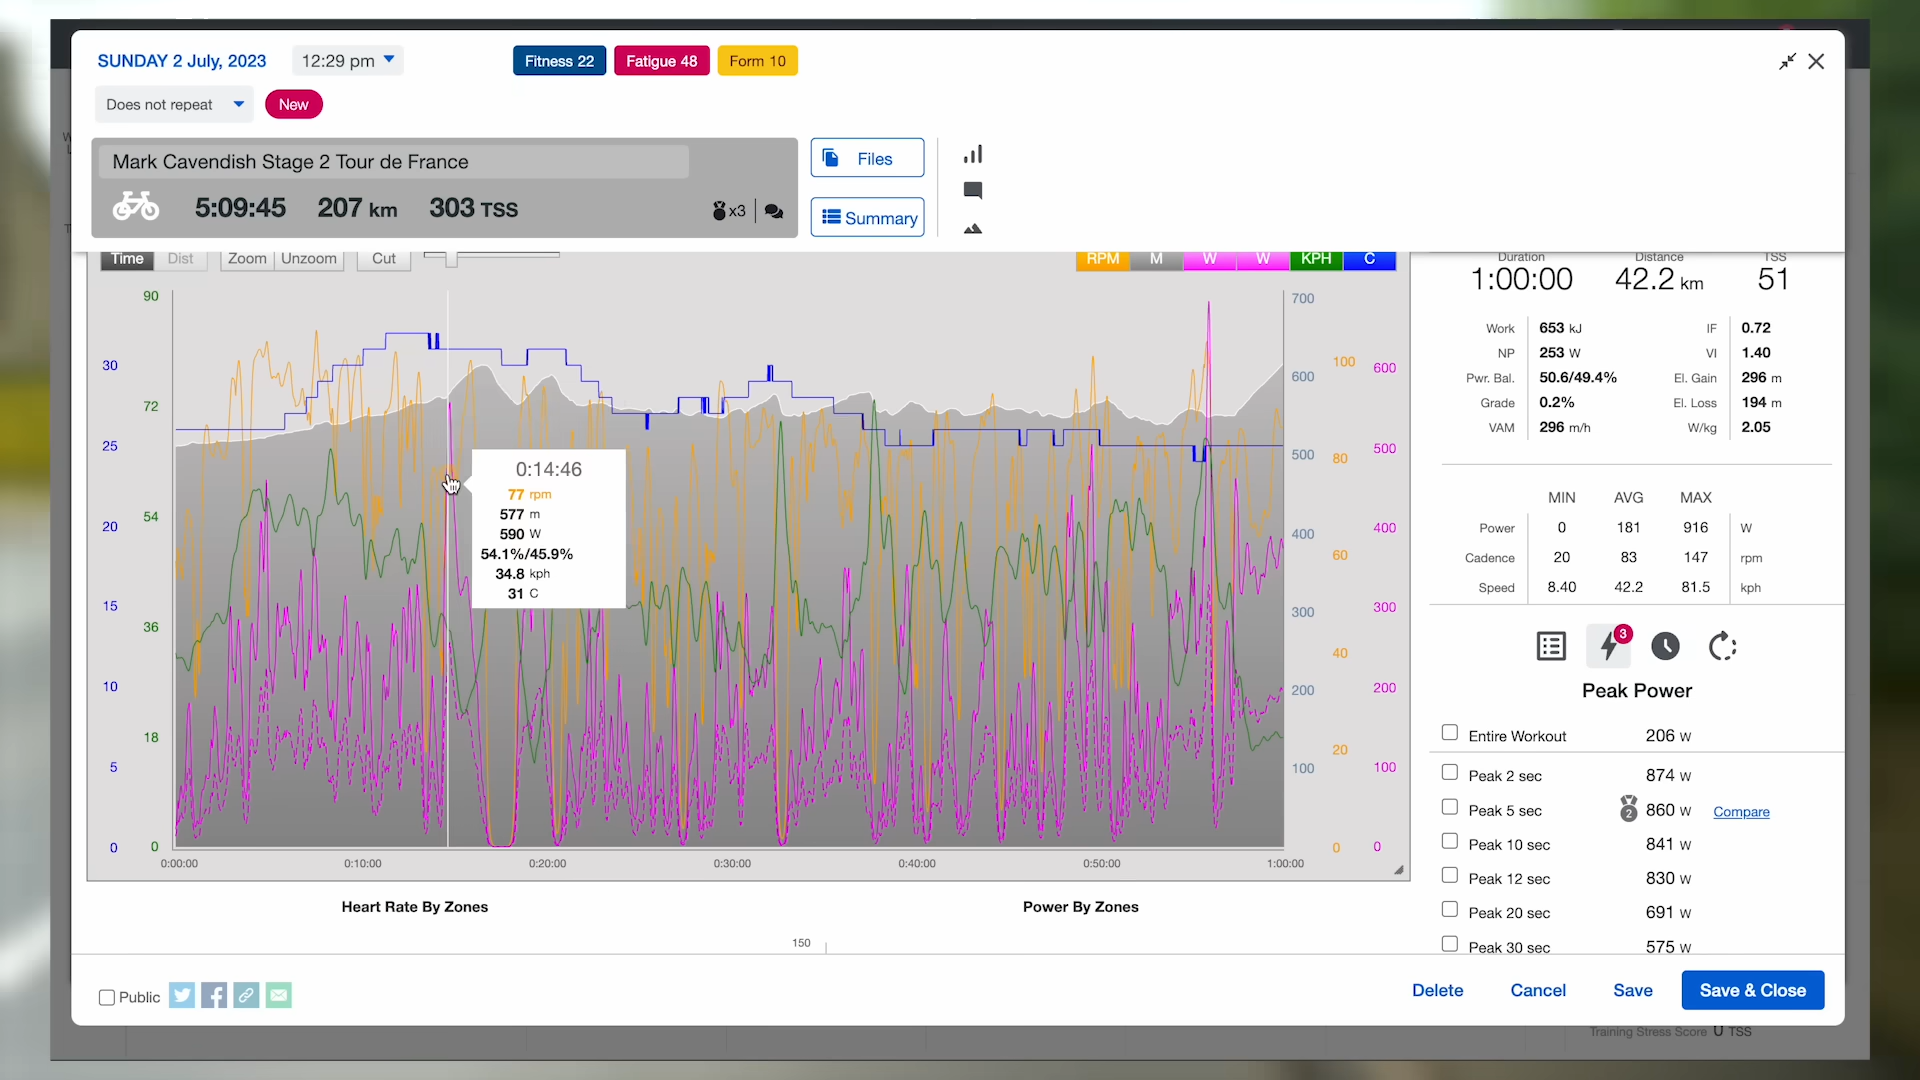 SUNDAY 2 July, 2023 12:29 pm Fitness 22 Fatigue 48 Form 10
Does not repeat New
Mark Cavendish Stage 2 Tour de France Files
5:09:45 207 km 303 TSS x3 Summary
Time Dist Zoom Unzoom Cut RPM M W W KPH C
Duration Distance TSS
1:00:00 42.2 km 51
90 700
Work 653 kJ IF 0.72
NP 253 W VI 1.40
30 100 600
600
Pwr. Bal. 50.6/49.4% El. Gain 296 m
72
Grade 0.2% El. Loss 194 m
VAM 296 m/h W/kg 2.05
25 500 500
80
0:14:46
77 rpm
577 m
590 W
54.1%/45.9%
34.8 kph
31 C
MIN AVG MAX
20 54 400 400
Power 0 181 916 W
60
Cadence 20 83 147 rpm
Speed 8.40 42.2 81.5 kph
15 36 300 300
40
3
10 200 200
Peak Power
18 20
5 100 100
Entire Workout 206 W
Peak 2 sec 874 W
Peak 5 sec 2 860 W Compare
Peak 10 sec 841 W
0 0 0 0
0:00:00 0:10:00 0:20:00 0:30:00 0:40:00 0:50:00 1:00:00
Peak 12 sec 830 W
Heart Rate By Zones Power By Zones
Peak 20 sec 691 W
150
Peak 30 sec 575 W
Public Delete Cancel Save Save & Close
Training Stress Score 0 TSS